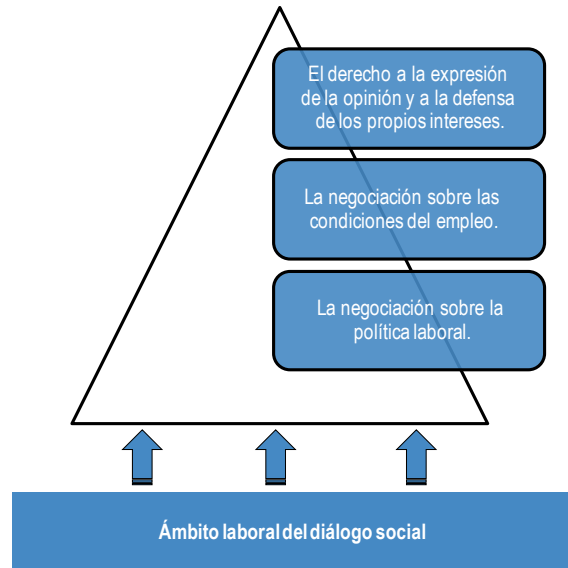 El derecho a la expresión
de la opinión y a la defensa
de los propios intereses.
La negociación sobre las
condiciones del empleo.
La negociación sobre la
política laboral.
Ámbito laboral del diálogo social